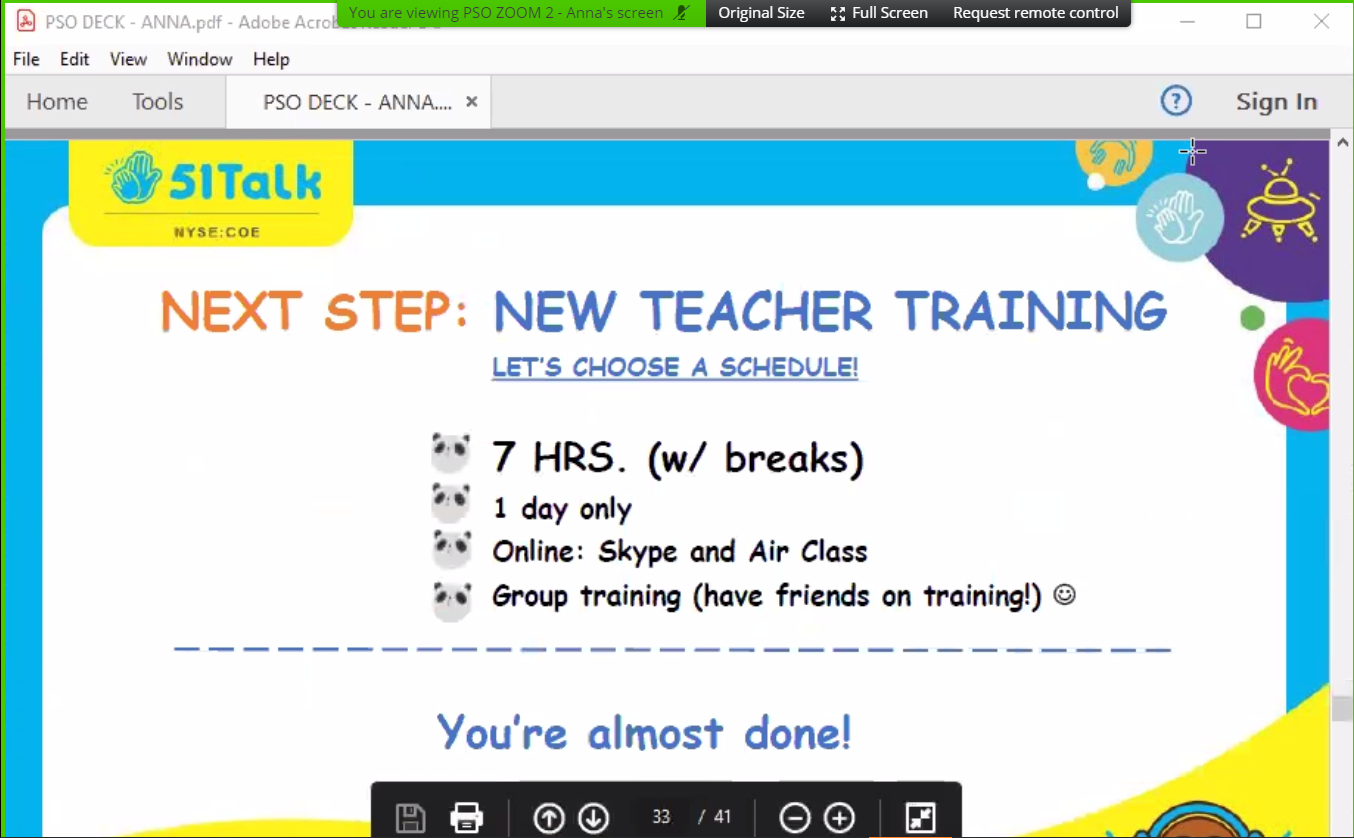 PSO DECK - ANNA.pdf - Adobe Acrob
You are viewing PSO ZOOM 2 - Anna's screen
Original Size
Full Screen
Request remote control
File Edit View Window Help
Home Tools PSO DECK - ANNA.... × ? Sign In
51Talk
NYSE:COE
NEXT STEP: NEW TEACHER TRAINING
LET'S CHOOSE A SCHEDULE!
7 HRS. (w/ breaks)
1 day only
Online: Skype and Air Class
Group training (have friends on training!) ☺
You're almost done!
33 / 41